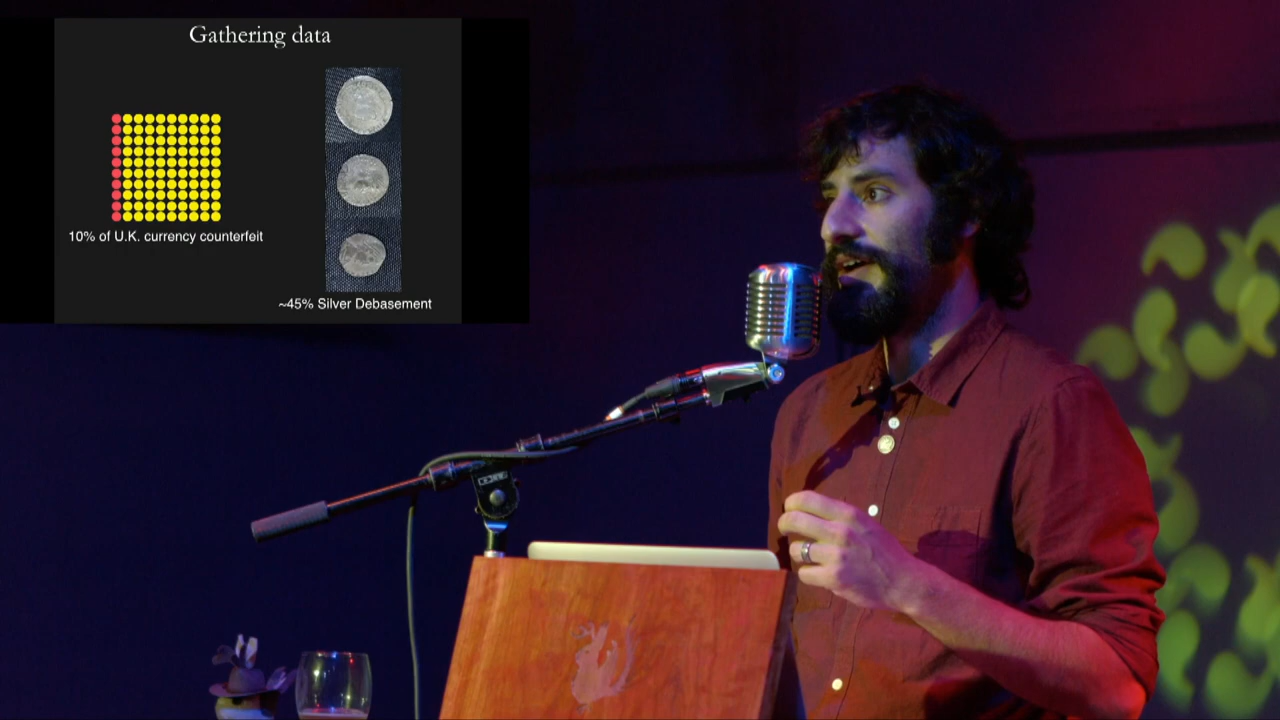 Gathering data
10% of U.K. currency counterfeit
~45% Silver Debasement